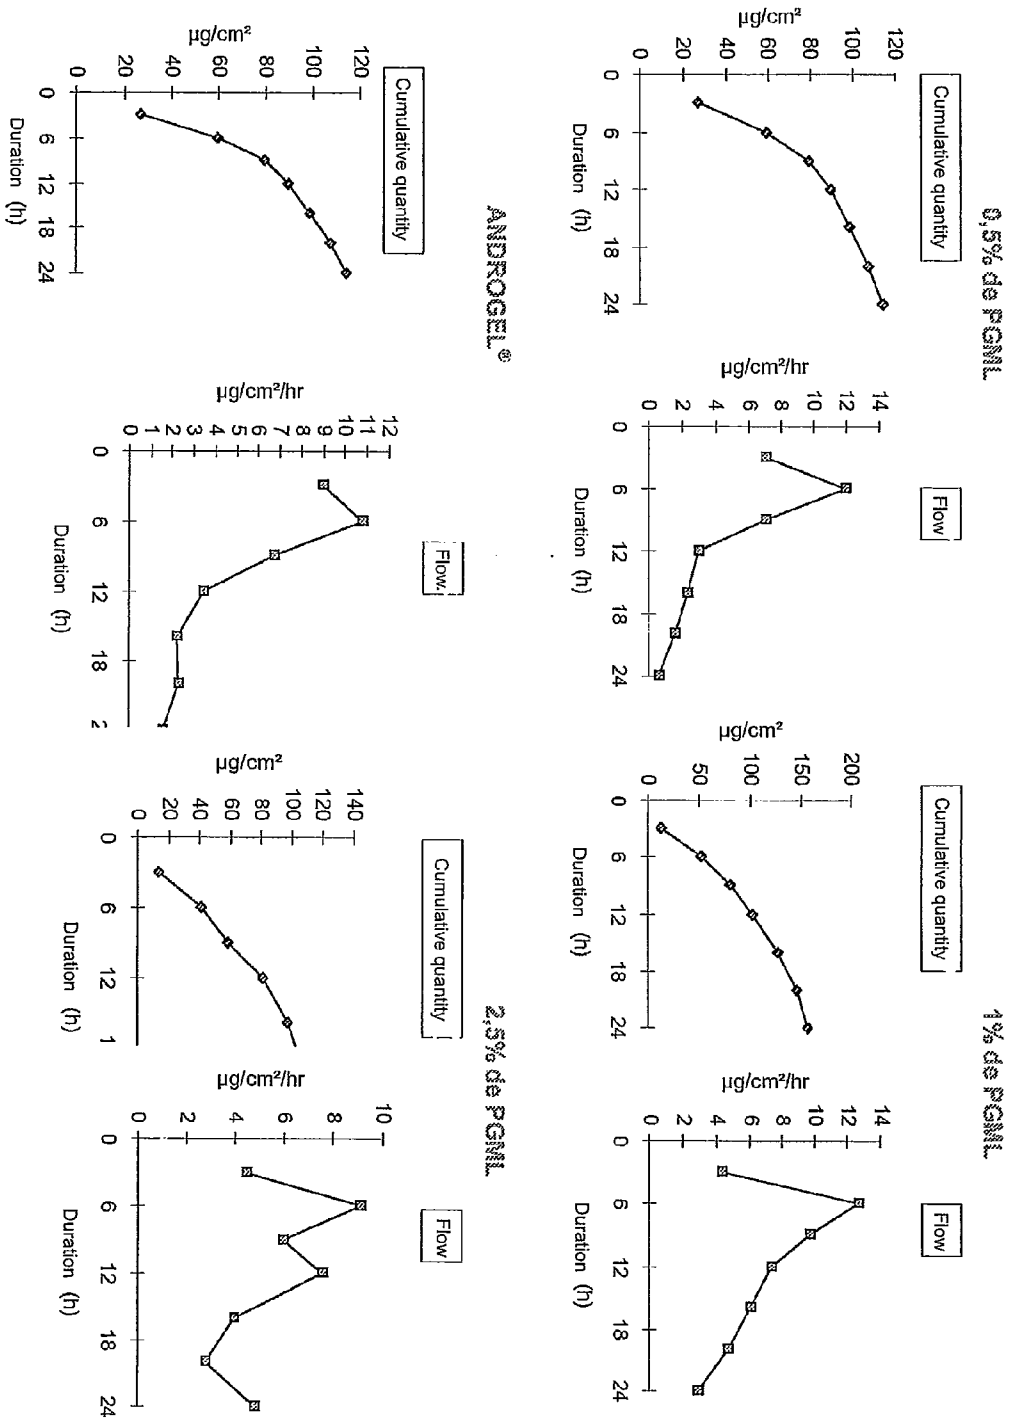 0,5% de PGML
Cumulative quantity
µg/cm²
120
100
80
60
40
20
0
0 6 12 18 24
Duration (h)
Flow
µg/cm²/hr
14
12
10
8
6
4
2
0
0 6 12 18 24
Duration (h)
1% de PGML
Cumulative quantity
µg/cm²
200
150
100
50
0
0 6 12 18 24
Duration (h)
Flow
µg/cm²/hr
14
12
10
8
6
4
2
0
0 6 12 18 24
Duration (h)
ANDROGEL®
Cumulative quantity
µg/cm²
120
100
80
60
40
20
0
0 6 12 18 24
Duration (h)
Flow.
µg/cm²/hr
12
11
10
9
8
7
6
5
4
3
2
1
0
0 6 12 18 2
Duration (h)
2,5% de PGML
Cumulative quantity
µg/cm²
140
120
100
80
60
40
20
0
0 6 12 1
Duration (h)
Flow
µg/cm²/hr
10
8
6
4
2
0
0 6 12 18 24
Duration (h)